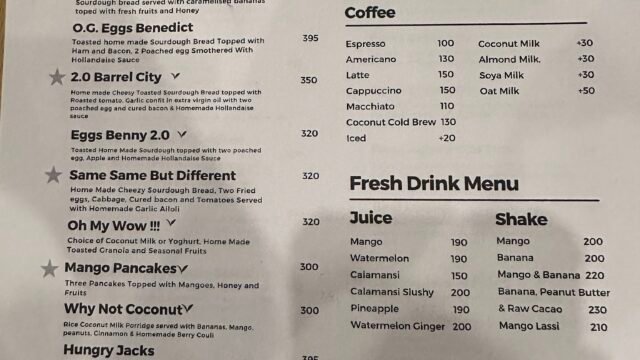 Sourdough bread served with caramelised bananas
toped with fresh fruits and Honey
O.G. Eggs Benedict
395
Toasted home made Sourdough Bread Topped with
Ham and Bacon, 2 Poached egg Smothered With
Hollandaise Sauce
2.0 Barrel City
350
Home made Cheesy Toasted Sourdough Bread topped with
Roasted tomato, Garlic confit in extra virgin oil with two
poached egg and cured bacon & Homemade Hollandaise
sauce
Eggs Benny 2.0
320
Toasted Home Made Sourdough topped with two poached
egg, Apple and Homemade Hollandaise Sauce
Same Same But Different
320
Home Made Cheezy Sourdough Bread, Two Fried
eggs, Cabbage, Cured bacon and Tomatoes Served
with Homemade Garlic Ailoli
Oh My Wow !!!
320
Choice of Coconut Milk or Yoghurt, Home Made
Toasted Granola and Seasonal Fruits
Mango Pancakes
300
Three Pancakes Topped with Mangoes, Honey and
Fruits
Why Not Coconut
300
Rice Coconut Milk Porridge served with Bananas, Mango,
peanuts, Cinnamon & Homemade Berry Couli
Hungry Jacks
395
Coffee
Espresso 100
Americano 130
Latte 150
Cappuccino 150
Macchiato 110
Coconut Cold Brew 130
Iced +20
Coconut Milk +30
Almond Milk, +30
Soya Milk +30
Oat Milk +50
Fresh Drink Menu
Juice
Mango 190
Watermelon 190
Calamansi 150
Calamansi Slushy 200
Pineapple 190
Watermelon Ginger 200
Shake
Mango 200
Banana 200
Mango & Banana 220
Banana, Peanut Butter
& Raw Cacao 230
Mango Lassi 210